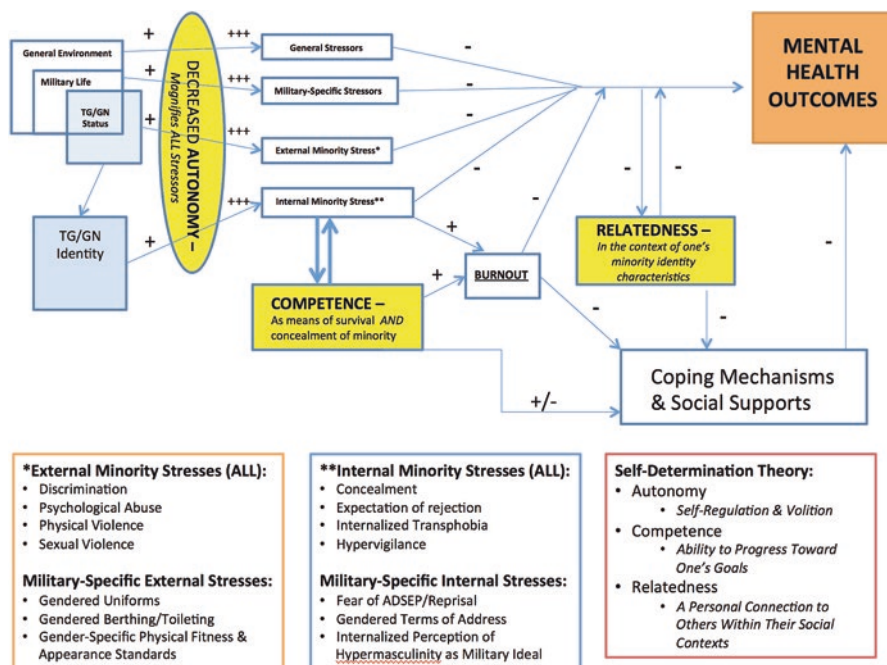 General Environment
Military Life
TG/GN
Status
TG/GN
Identity
+
+
+
+
DECREASED AUTONOMY –
Magnifies ALL Stressors
+++
+++
+++
+++
General Stressors
Military-Specific Stressors
External Minority Stress*
Internal Minority Stress**
-
-
-
-
-
+
+
COMPETENCE –
As means of survival AND
concealment of minority
BURNOUT
-
-
-
RELATEDNESS –
In the context of one's
minority identity
characteristics
-
+/-
Coping Mechanisms
& Social Supports
-
MENTAL
HEALTH
OUTCOMES
*External Minority Stresses (ALL):
• Discrimination
• Psychological Abuse
• Physical Violence
• Sexual Violence
Military-Specific External Stresses:
• Gendered Uniforms
• Gendered Berthing/Toileting
• Gender-Specific Physical Fitness &
Appearance Standards
**Internal Minority Stresses (ALL):
• Concealment
• Expectation of rejection
• Internalized Transphobia
• Hypervigilance
Military-Specific Internal Stresses:
• Fear of ADSEP/Reprisal
• Gendered Terms of Address
• Internalized Perception of
Hypermasculinity as Military Ideal
Self-Determination Theory:
• Autonomy
• Self-Regulation & Volition
• Competence
• Ability to Progress Toward
One's Goals
• Relatedness
• A Personal Connection to
Others Within Their Social
Contexts